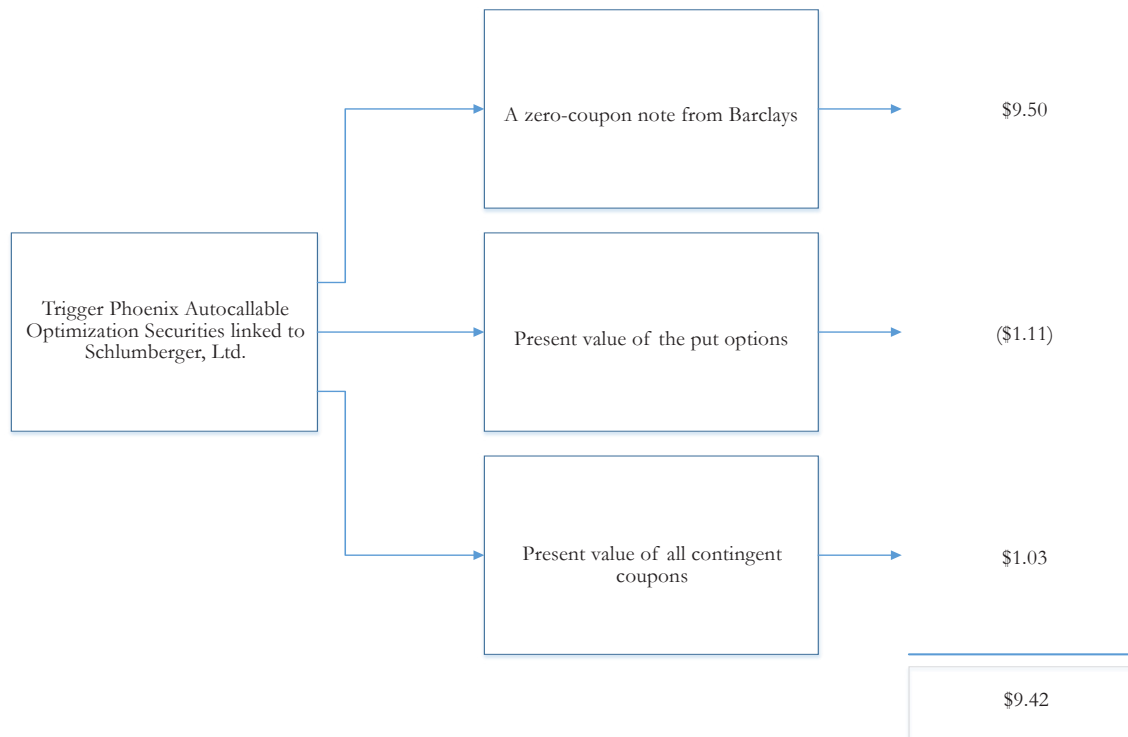 A zero-coupon note from Barclays
$9.50
Trigger Phoenix Autocallable
Optimization Securities linked to
Schlumberger, Ltd.
Present value of the put options
($1.11)
Present value of all contingent
coupons
$1.03
$9.42